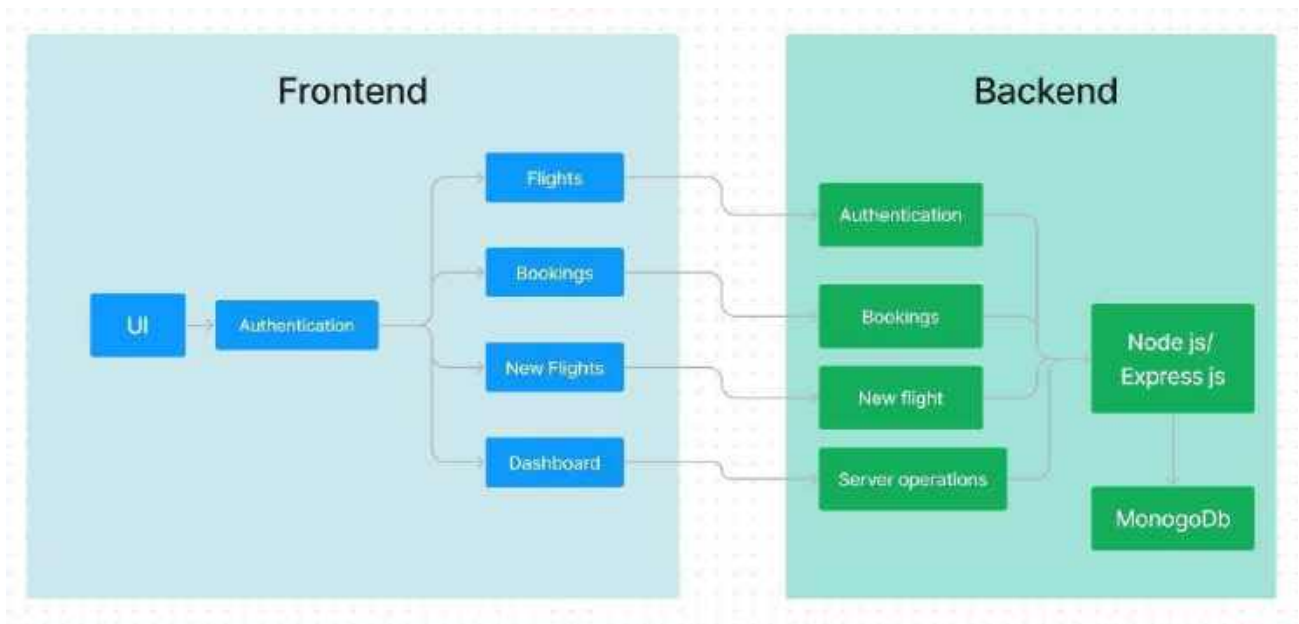 Frontend
UI
Authentication
Flights
Bookings
New Flights
Dashboard
Backend
Authentication
Bookings
New flight
Server operations
Node js/
Express js
MonogoDb